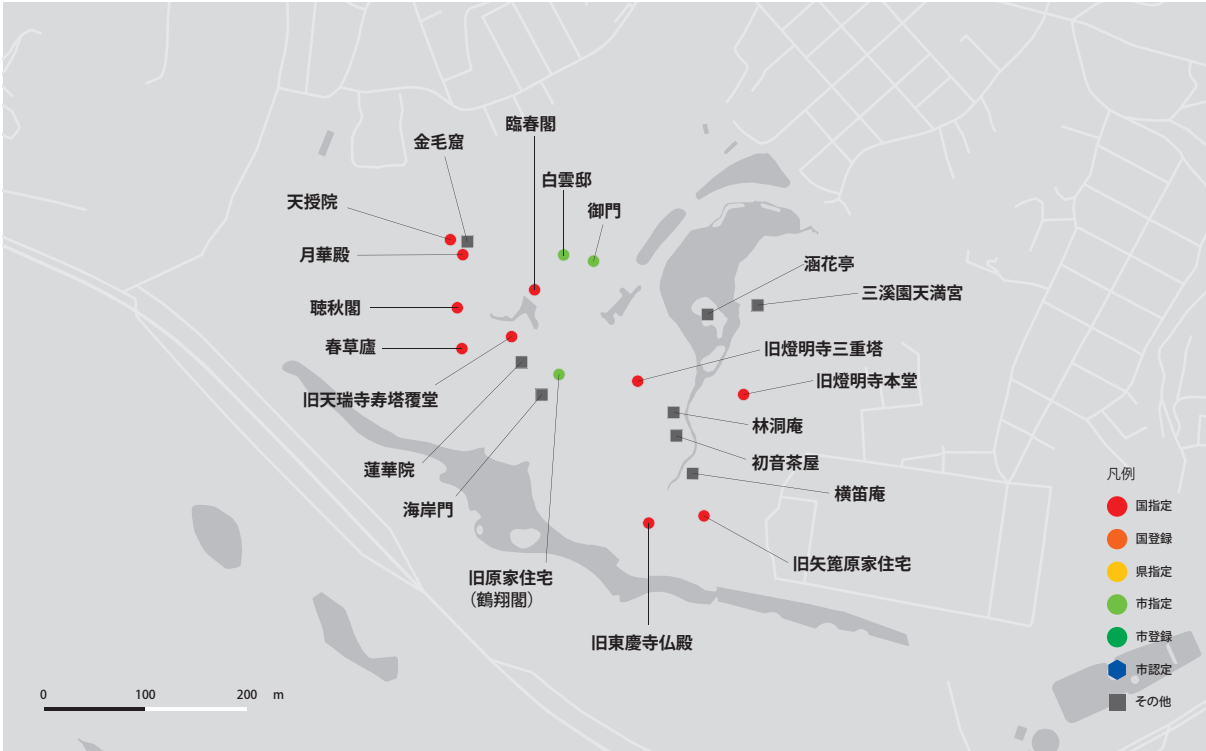 臨春閣
金毛窟
白雲邸
天授院
御門
月華殿
涵花亭
三溪園天満宮
聴秋閣
春草廬
旧燈明寺三重塔
旧燈明寺本堂
旧天瑞寺寿塔覆堂
林洞庵
蓮華院
初音茶屋
横笛庵
海岸門
旧矢箆原家住宅
旧原家住宅
（鶴翔閣）
旧東慶寺仏殿
凡例
国指定
国登録
県指定
市指定
市登録
市認定
その他
0 100 200 m